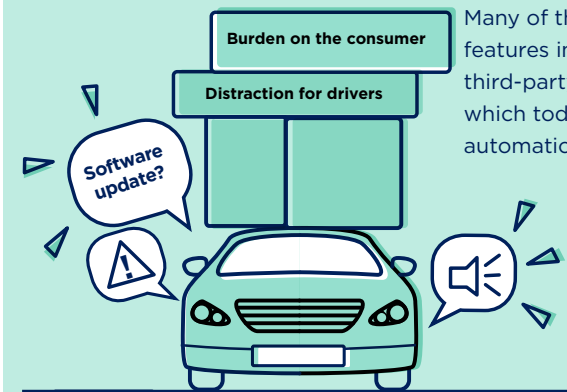 Burden on the consumer
Distraction for drivers
Software
update?
!
Many of th
features in
third-part
which tod
automatic